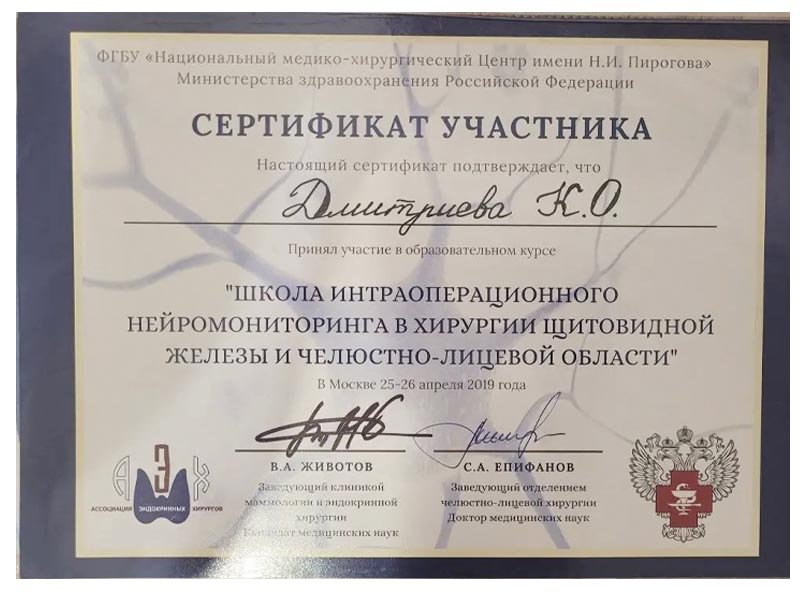 ФГБУ «Национальный медико-хирургический Центр имени Н.И. Пирогова»
Министерства здравоохранения Российской Федерации
СЕРТИФИКАТ УЧАСТНИКА
Настоящий сертификат подтверждает, что
Дмитриева К.О.
Принял участие в образовательном курсе
"ШКОЛА ИНТРАОПЕРАЦИОННОГО
НЕЙРОМОНИТОРИНГА В ХИРУРГИИ ЩИТОВИДНОЙ
ЖЕЛЕЗЫ И ЧЕЛЮСТНО-ЛИЦЕВОЙ ОБЛАСТИ"
В Москве 25-26 апреля 2019 года
В.А. ЖИВОТОВ
Заведующий клиникой
маммологии и эндокринной
хирургии
Кандидат медицинских наук
С.А. ЕПИФАНОВ
Заведующий отделением
челюстно-лицевой хирургии
Доктор медицинских наук
А Э Х
АССОЦИАЦИЯ ЭНДОКРИННЫХ ХИРУРГОВ